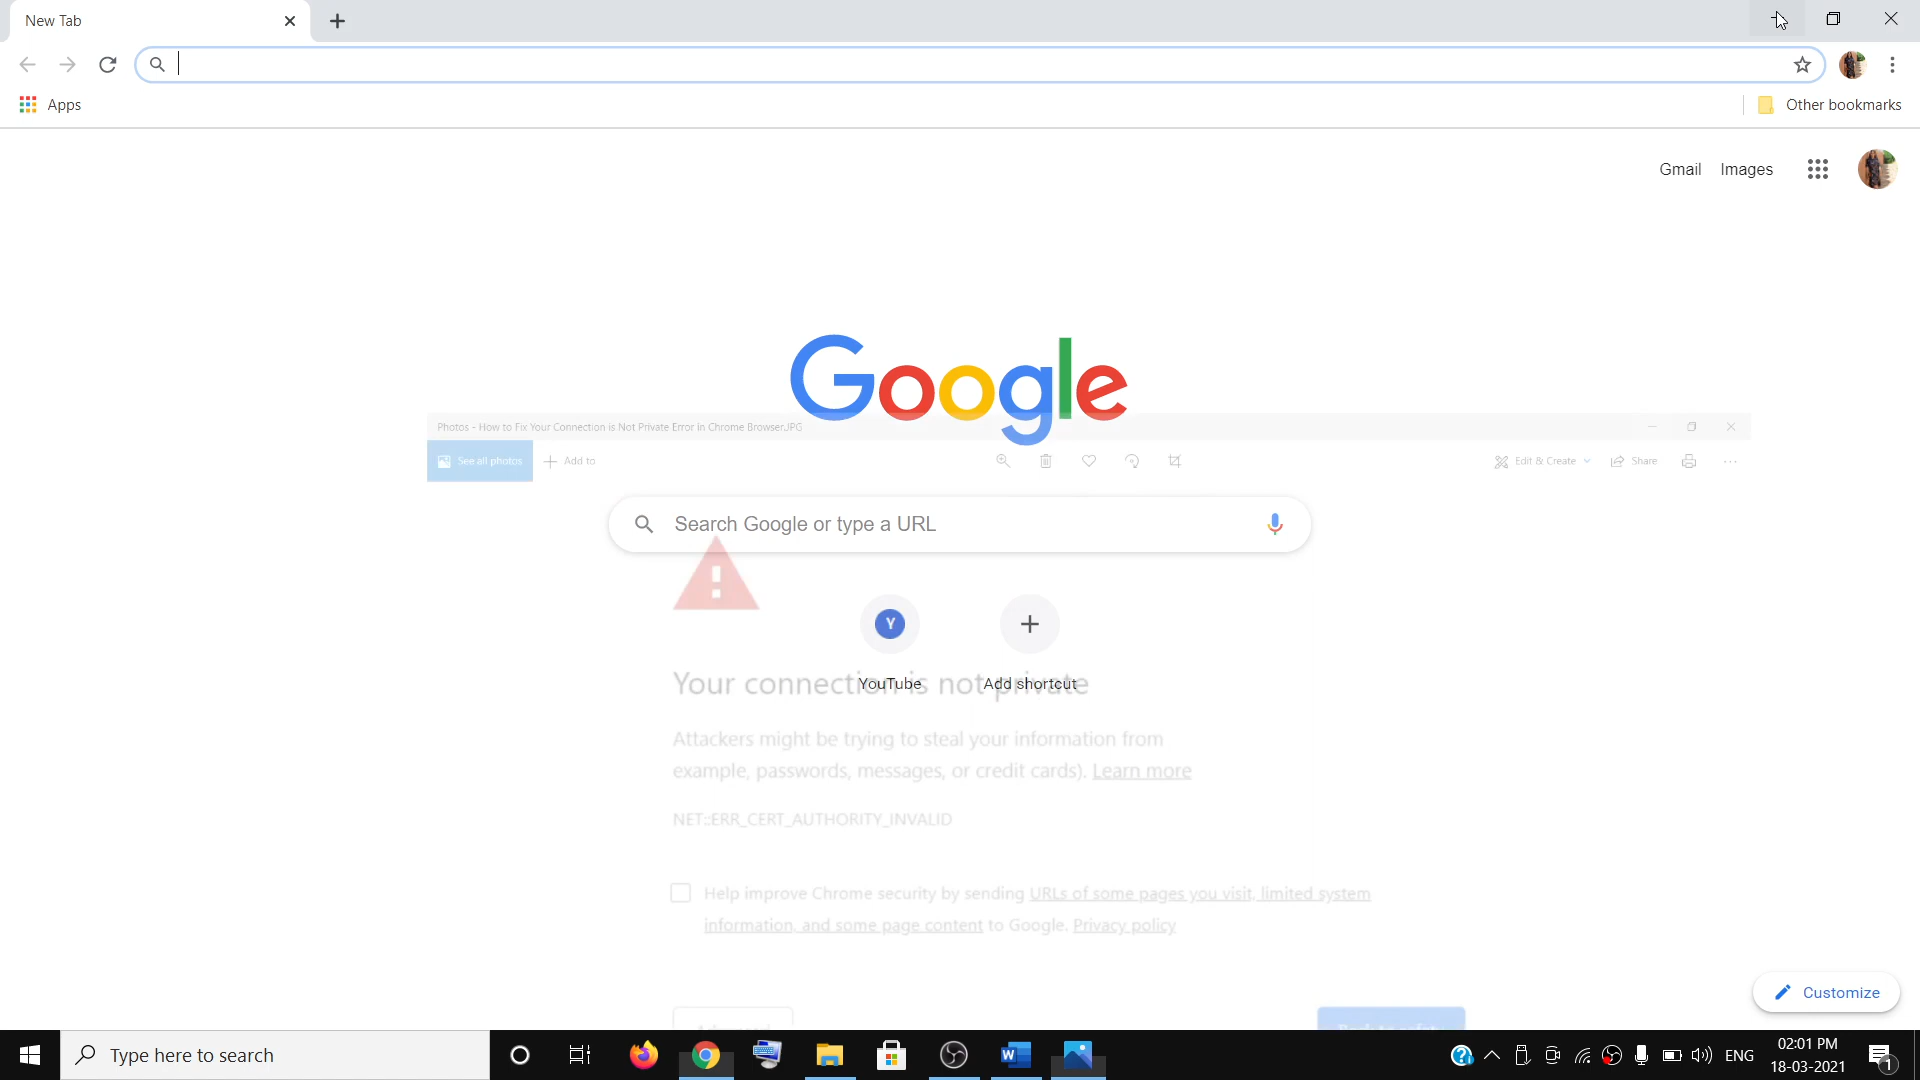 New Tab
Apps
Other bookmarks
Gmail Images
Google
Photos - How to Fix Your Connection is Not Private Error in Chrome Browser.JPG
See all photos
Add to
Edit & Create
Share
Search Google or type a URL
Y
YouTube
Add shortcut
Your connection is not private
Attackers might be trying to steal your information from
example, passwords, messages, or credit cards). Learn more
NET::ERR_CERT_AUTHORITY_INVALID
Help improve Chrome security by sending URLs of some pages you visit, limited system
information, and some page content to Google. Privacy policy
Customize
Type here to search
W
ENG
02:01 PM
18-03-2021
1